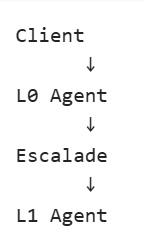 Client
↓
L0 Agent
↓
Escalade
↓
L1 Agent